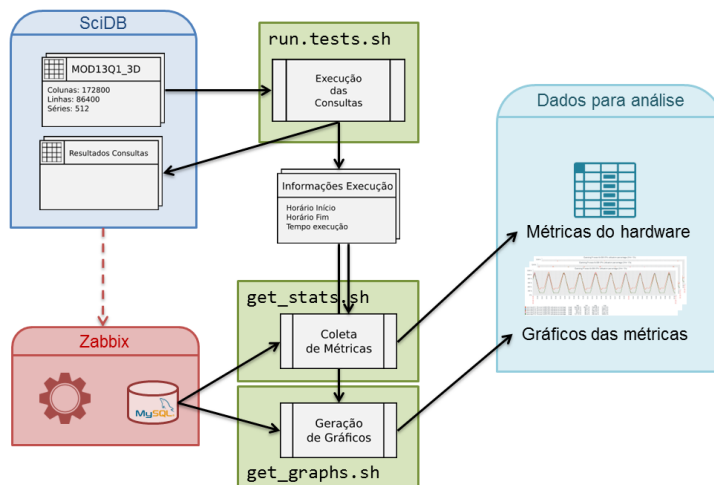 SciDB
MOD13Q1_3D
Colunas: 172800
Linhas: 86400
Séries: 512
Resultados Consultas
run.tests.sh
Execução
das
Consultas
Informações Execução
Horário Início
Horário Fim
Tempo execução
get_stats.sh
Coleta
de Métricas
Zabbix
MySQL
Geração
de Gráficos
get_graphs.sh
Dados para análise
Métricas do hardware
Gráficos das métricas